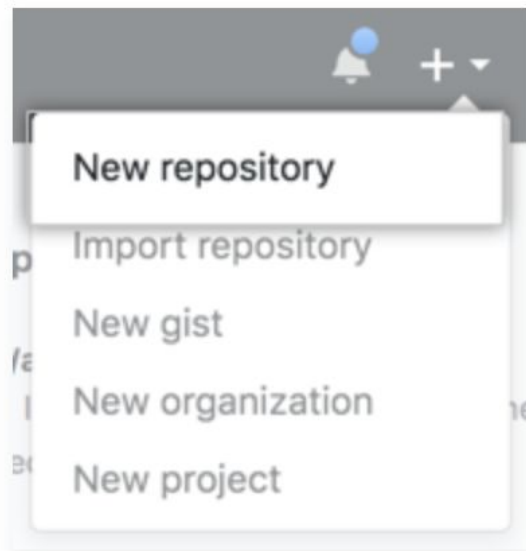 New repository
Import repository
New gist
New organization
New project